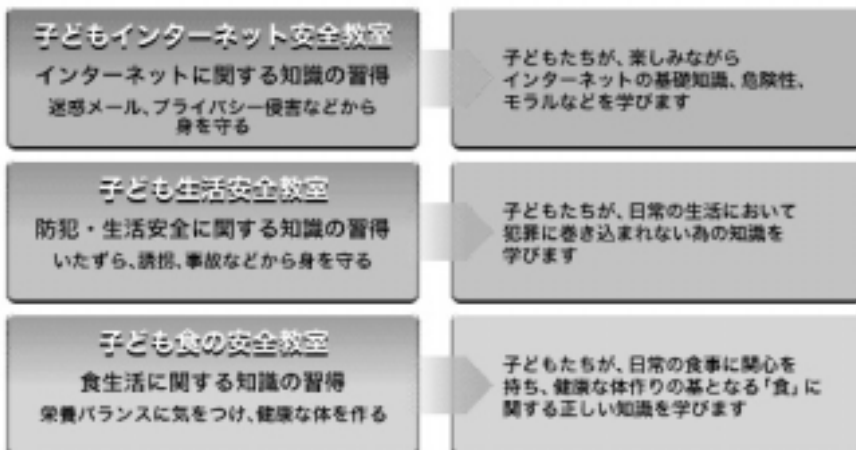 子どもインターネット安全教室
インターネットに関する知識の習得
迷惑メール、プライバシー侵害などから
身を守る
子どもたちが、楽しみながら
インターネットの基礎知識、危険性、
モラルなどを学びます
子ども生活安全教室
防犯・生活安全に関する知識の習得
いたずら、誘拐、事故などから身を守る
子どもたちが、日常の生活において
犯罪に巻き込まれない為の知識を
学びます
子ども食の安全教室
食生活に関する知識の習得
栄養バランスに気をつけ、健康な体を作る
子どもたちが、日常の食事に関心を
持ち、健康な体作りの基となる「食」に
関する正しい知識を学びます